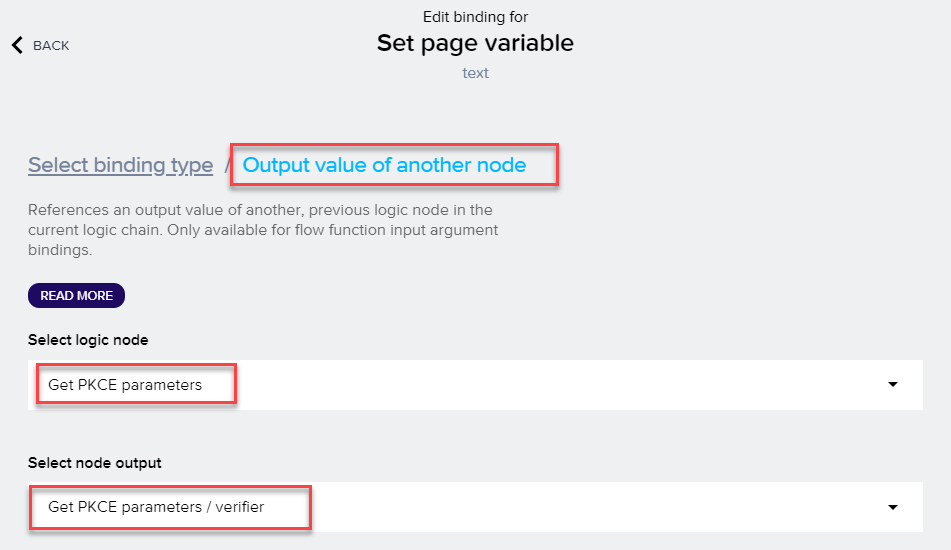 Edit binding for
BACK
Set page variable
text
Select binding type / Output value of another node
References an output value of another, previous logic node in the
current logic chain. Only available for flow function input argument
bindings.
READ MORE
Select logic node
Get PKCE parameters
Select node output
Get PKCE parameters / verifier